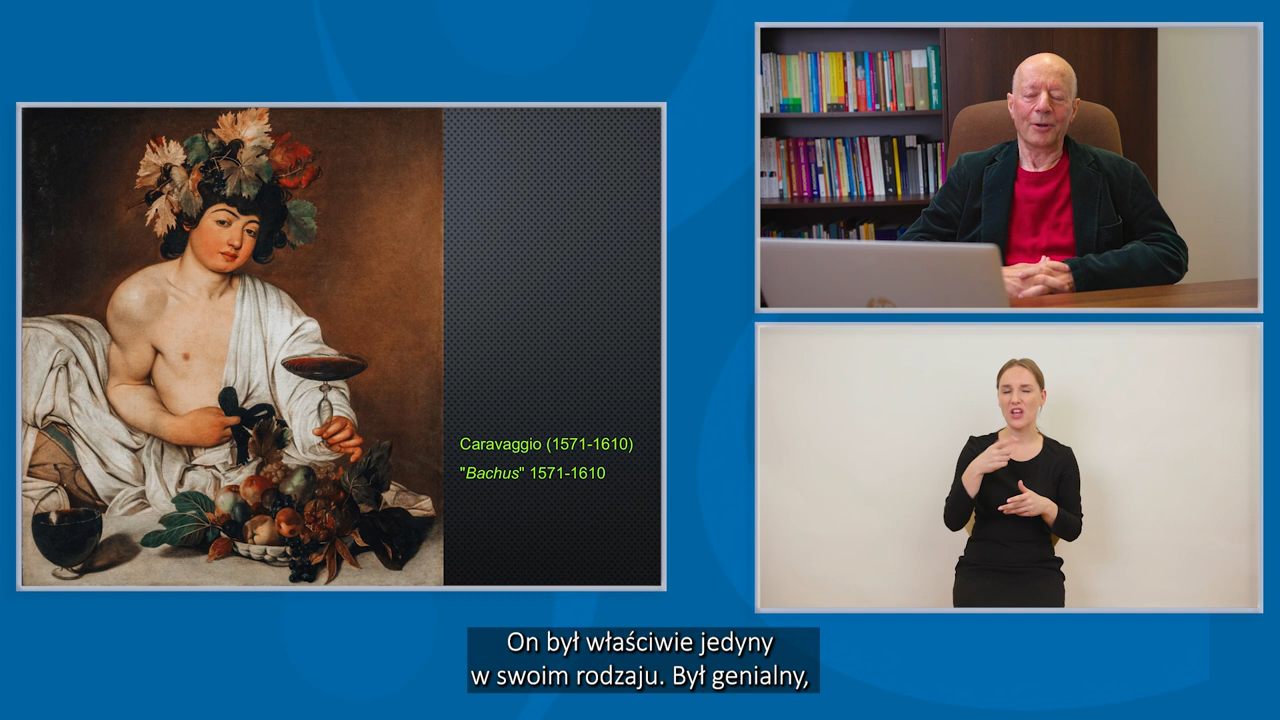 Caravaggio (1571-1610)
"Bachus" 1571-1610
On był właściwie jedyny
w swoim rodzaju. Był genialny,